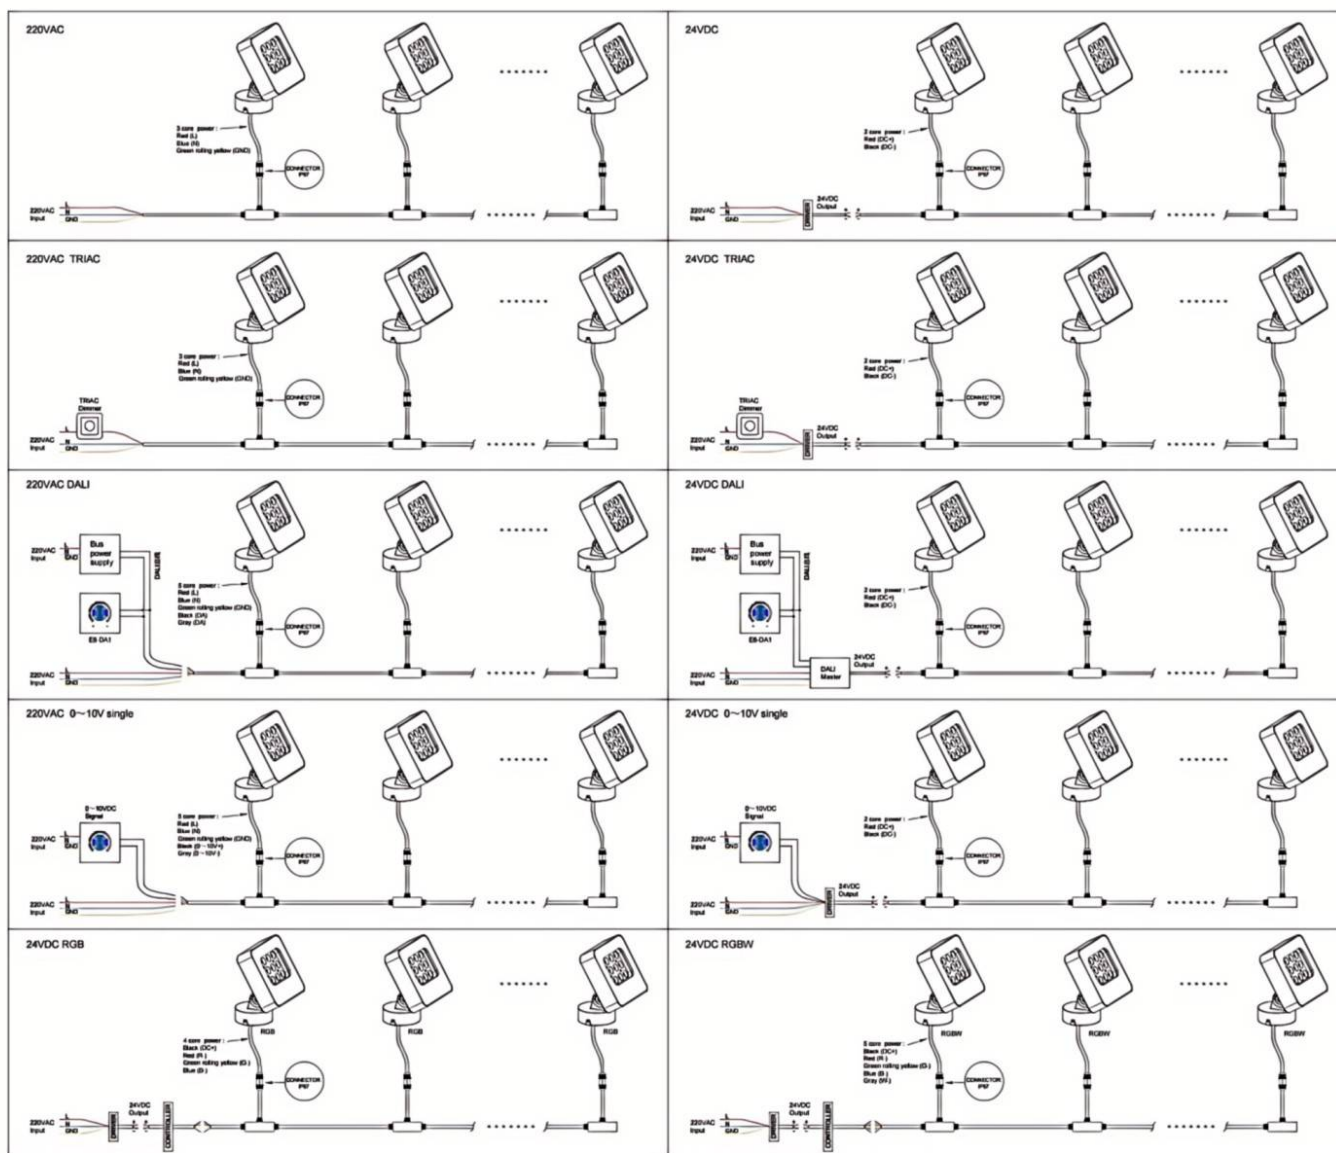 220VAC
3 core power :
Red (L)
Blue (N)
Green rolling yellow (GND)
CONNECTOR
IP67
220VAC
Input
L
N
GND
24VDC
2 core power :
Red (DC+)
Black (DC-)
CONNECTOR
IP67
220VAC
Input
L
N
GND
DRIVER
24VDC
Output
220VAC TRIAC
3 core power :
Red (L)
Blue (N)
Green rolling yellow (GND)
CONNECTOR
IP67
TRIAC
Dimmer
220VAC
Input
L
N
GND
24VDC TRIAC
2 core power :
Red (DC+)
Black (DC-)
CONNECTOR
IP67
TRIAC
Dimmer
220VAC
Input
L
N
GND
DRIVER
24VDC
Output
220VAC DALI
220VAC
Input
L
N
GND
Bus
power
supply
E8-DA1
5 core power :
Red (L)
Blue (N)
Green rolling yellow (GND)
Black (DA)
Gray (DA)
CONNECTOR
IP67
220VAC
Input
L
N
GND
24VDC DALI
220VAC
Input
L
N
GND
Bus
power
supply
E8-DA1
2 core power :
Red (DC+)
Black (DC-)
CONNECTOR
IP67
220VAC
Input
L
N
GND
DALI
Master
24VDC
Output
220VAC 0～10V single
0～10VDC
Signal
220VAC
Input
L
N
GND
5 core power :
Red (L)
Blue (N)
Green rolling yellow (GND)
Black (0～10V+)
Gray (0～10V-)
CONNECTOR
IP67
220VAC
Input
L
N
GND
24VDC 0～10V single
0～10VDC
Signal
220VAC
Input
L
N
GND
2 core power :
Red (DC+)
Black (DC-)
CONNECTOR
IP67
220VAC
Input
L
N
GND
DRIVER
24VDC
Output
24VDC RGB
RGB
RGB
RGB
4 core power :
Black (DC+)
Red (R-)
Green rolling yellow (G-)
Blue (B-)
CONNECTOR
IP67
220VAC
Input
L
N
GND
DRIVER
24VDC
Output
CONTROLLER
24VDC RGBW
RGBW
RGBW
RGBW
5 core power :
Black (DC+)
Red (R-)
Green rolling yellow (G-)
Blue (B-)
Gray (W-)
CONNECTOR
IP67
220VAC
Input
L
N
GND
DRIVER
24VDC
Output
CONTROLLER